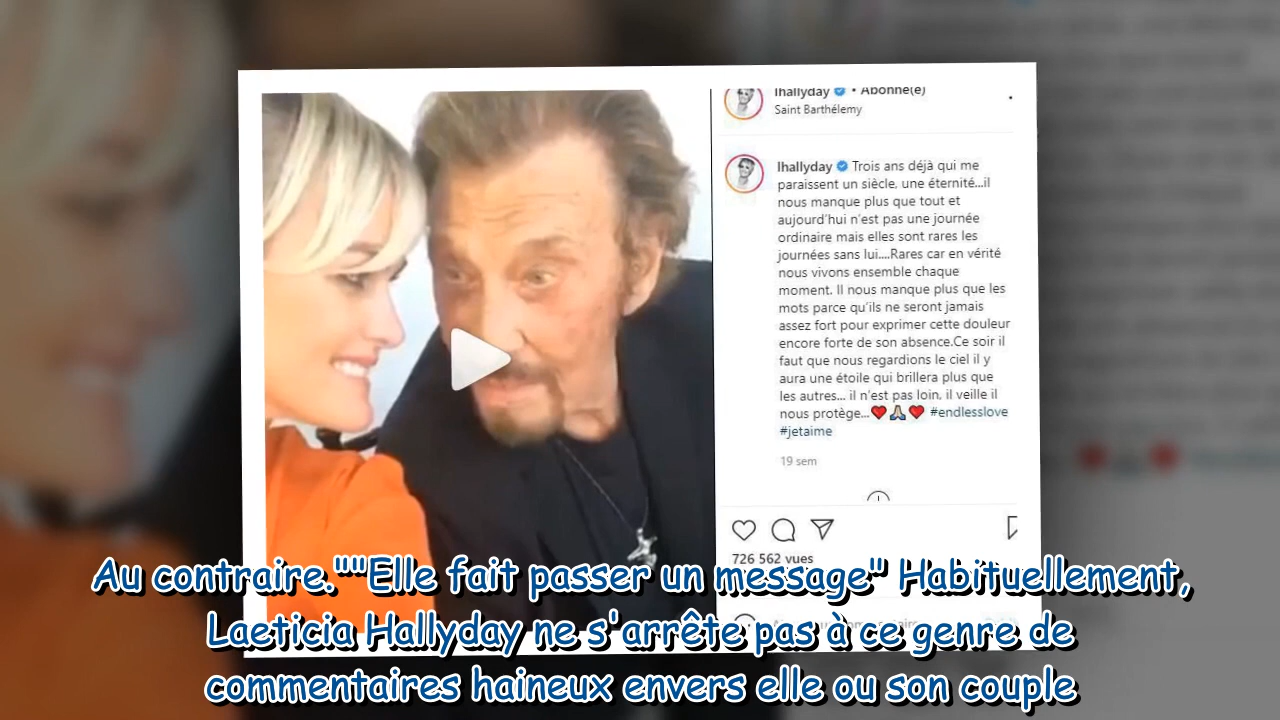 lhallyday • Abonné(e)
Saint Barthélemy
lhallyday Trois ans déjà qui me
paraissent un siècle, une éternité...il
nous manque plus que tout et
aujourd'hui n'est pas une journée
ordinaire mais elles sont rares les
journées sans lui....Rares car en vérité
nous vivons ensemble chaque
moment. Il nous manque plus que les
mots parce qu'ils ne seront jamais
assez fort pour exprimer cette douleur
encore forte de son absence.Ce soir il
faut que nous regardions le ciel il y
aura une étoile qui brillera plus que
les autres... il n'est pas loin, il veille il
nous protège...❤️🙏🏼❤️ #endlesslove
#jetaime
19 sem
726 562 vues
Au contraire.""Elle fait passer un message" Habituellement,
Laeticia Hallyday ne s'arrête pas à ce genre de
commentaires haineux envers elle ou son couple